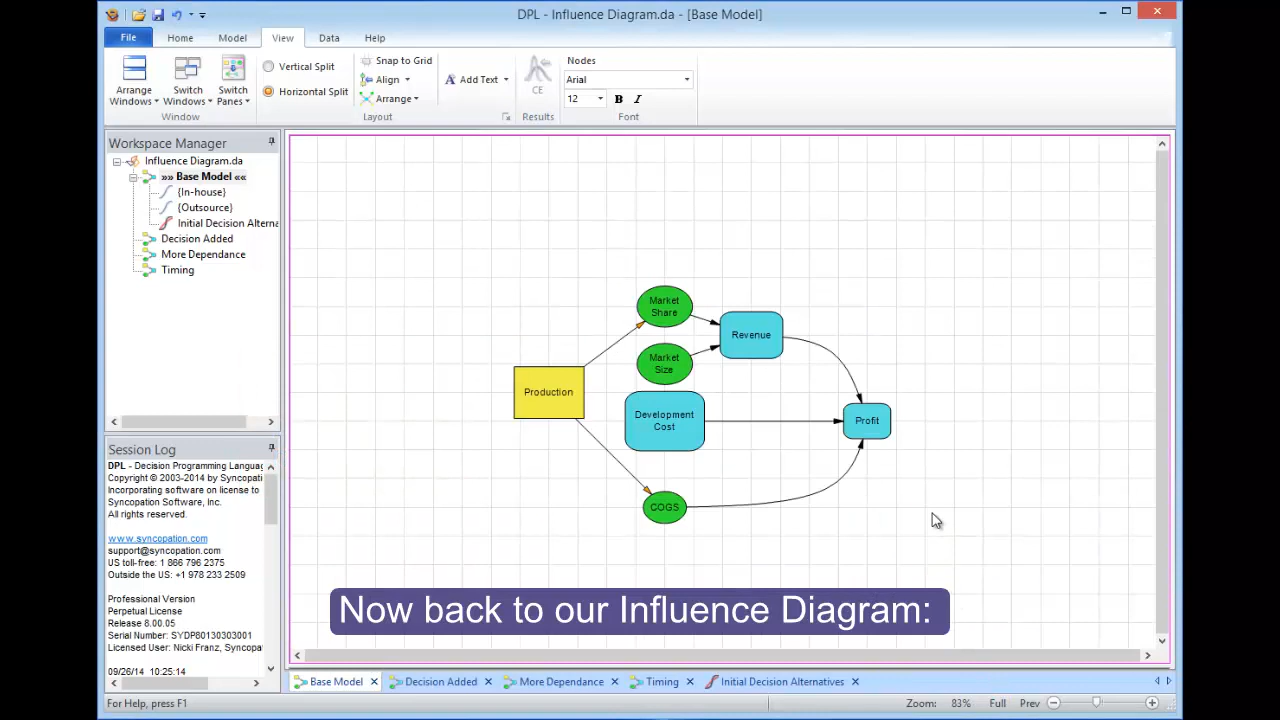 DPL - Influence Diagram.da - [Base Model]
File Home Model View Data Help
Arrange Windows
Switch Windows
Switch Panes
Window
Vertical Split
Horizontal Split
Snap to Grid
Align
Arrange
Layout
Add Text
CE
Results
Nodes
Arial
12 B I
Font
Workspace Manager
Influence Diagram.da
»» Base Model ««
{In-house}
{Outsource}
Initial Decision Alterna
Decision Added
More Dependance
Timing
Session Log
DPL - Decision Programming Languag
Copyright © 2003-2014 by Syncopation
Incorporating software on license to
Syncopation Software, Inc.
All rights reserved.
www.syncopation.com
support@syncopation.com
US toll-free: 1 866 796 2375
Outside the US: +1 978 233 2509
Professional Version
Perpetual License
Release 8.00.05
Serial Number: SYDP80130303001
Licensed User: Nicki Franz, Syncopat
09/26/14 10:25:14
Market
Share
Market
Size
Revenue
Production
Development
Cost
Profit
COGS
Now back to our Influence Diagram:
Base Model Decision Added More Dependance Timing Initial Decision Alternatives
For Help, press F1
Zoom: 83% Full Prev